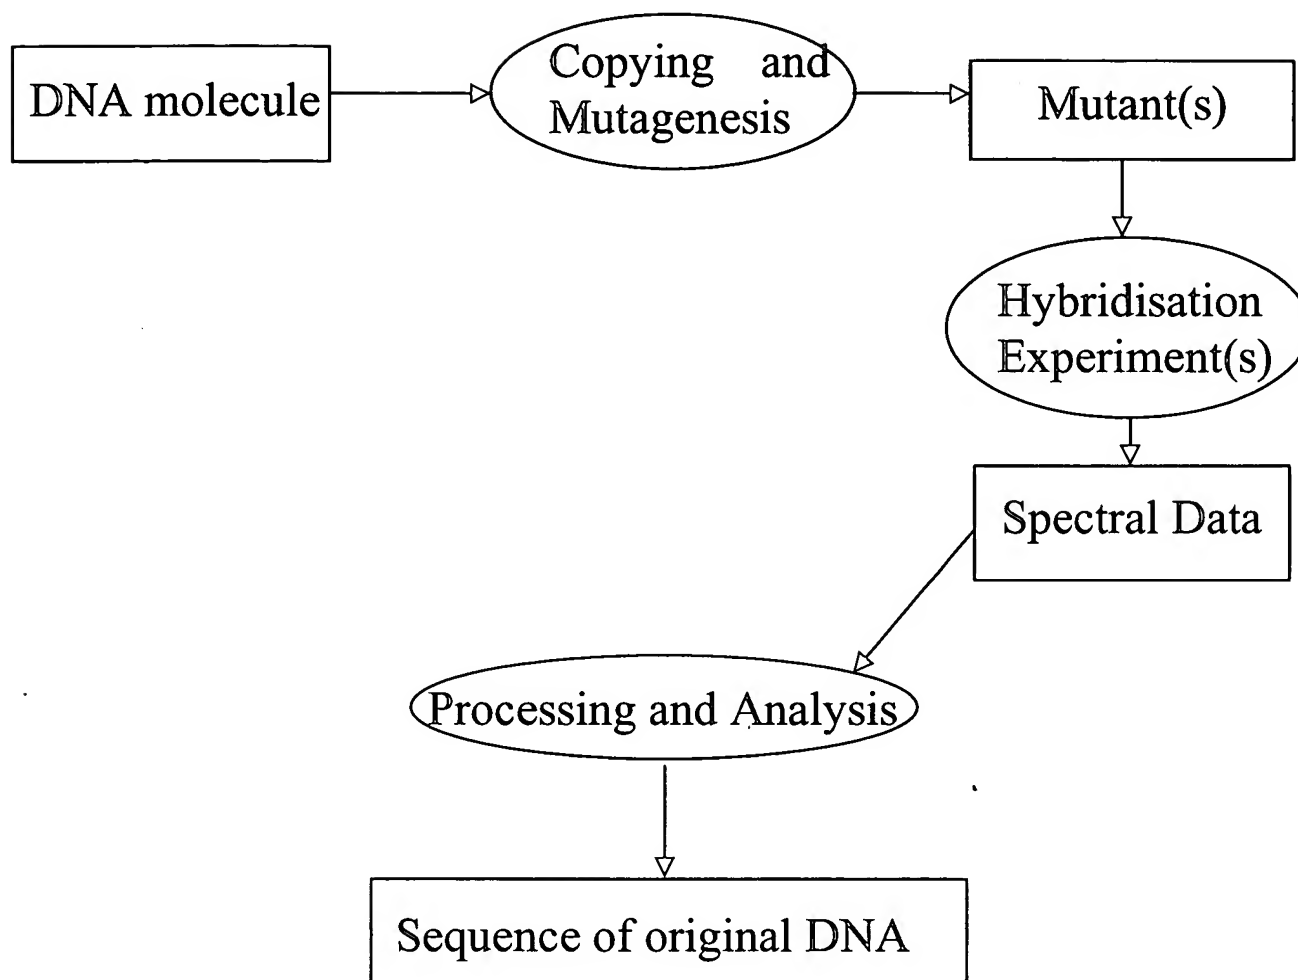 DNA molecule
Copying and
Mutagenesis
Mutant(s)
Hybridisation
Experiment(s)
Spectral Data
Processing and Analysis
Sequence of original DNA